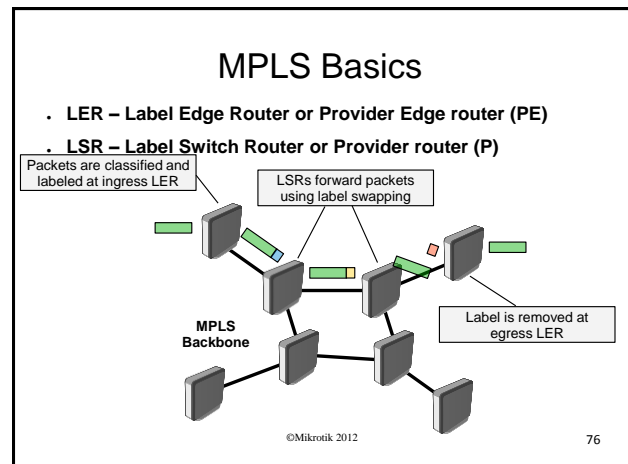 MPLS Basics
. LER – Label Edge Router or Provider Edge router (PE)
. LSR – Label Switch Router or Provider router (P)
Packets are classified and
labeled at ingress LER
LSRs forward packets
using label swapping
Label is removed at
egress LER
MPLS
Backbone
©Mikrotik 2012
76